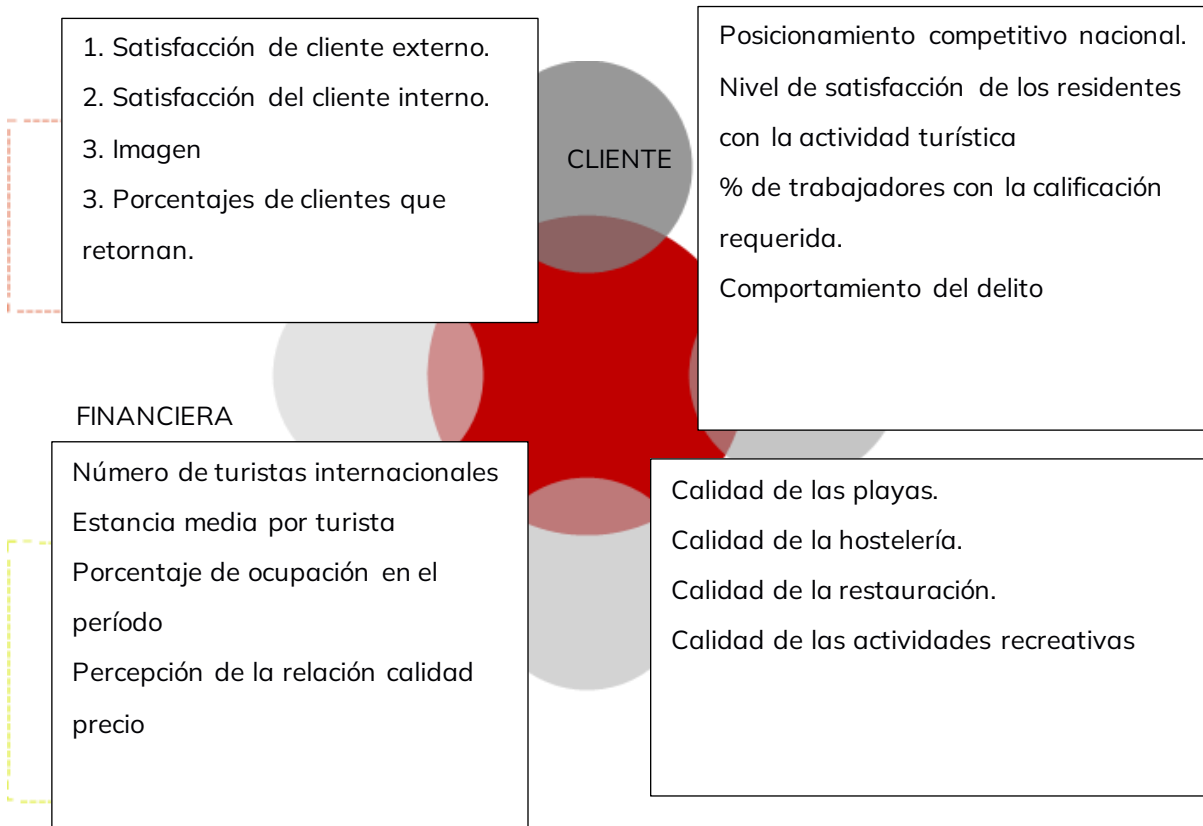 1. Satisfacción de cliente externo.
2. Satisfacción del cliente interno.
3. Imagen
3. Porcentajes de clientes que
retornan.
CLIENTE
Posicionamiento competitivo nacional.
Nivel de satisfacción de los residentes
con la actividad turística
% de trabajadores con la calificación
requerida.
Comportamiento del delito
FINANCIERA
Número de turistas internacionales
Estancia media por turista
Porcentaje de ocupación en el
período
Percepción de la relación calidad
precio
Calidad de las playas.
Calidad de la hostelería.
Calidad de la restauración.
Calidad de las actividades recreativas